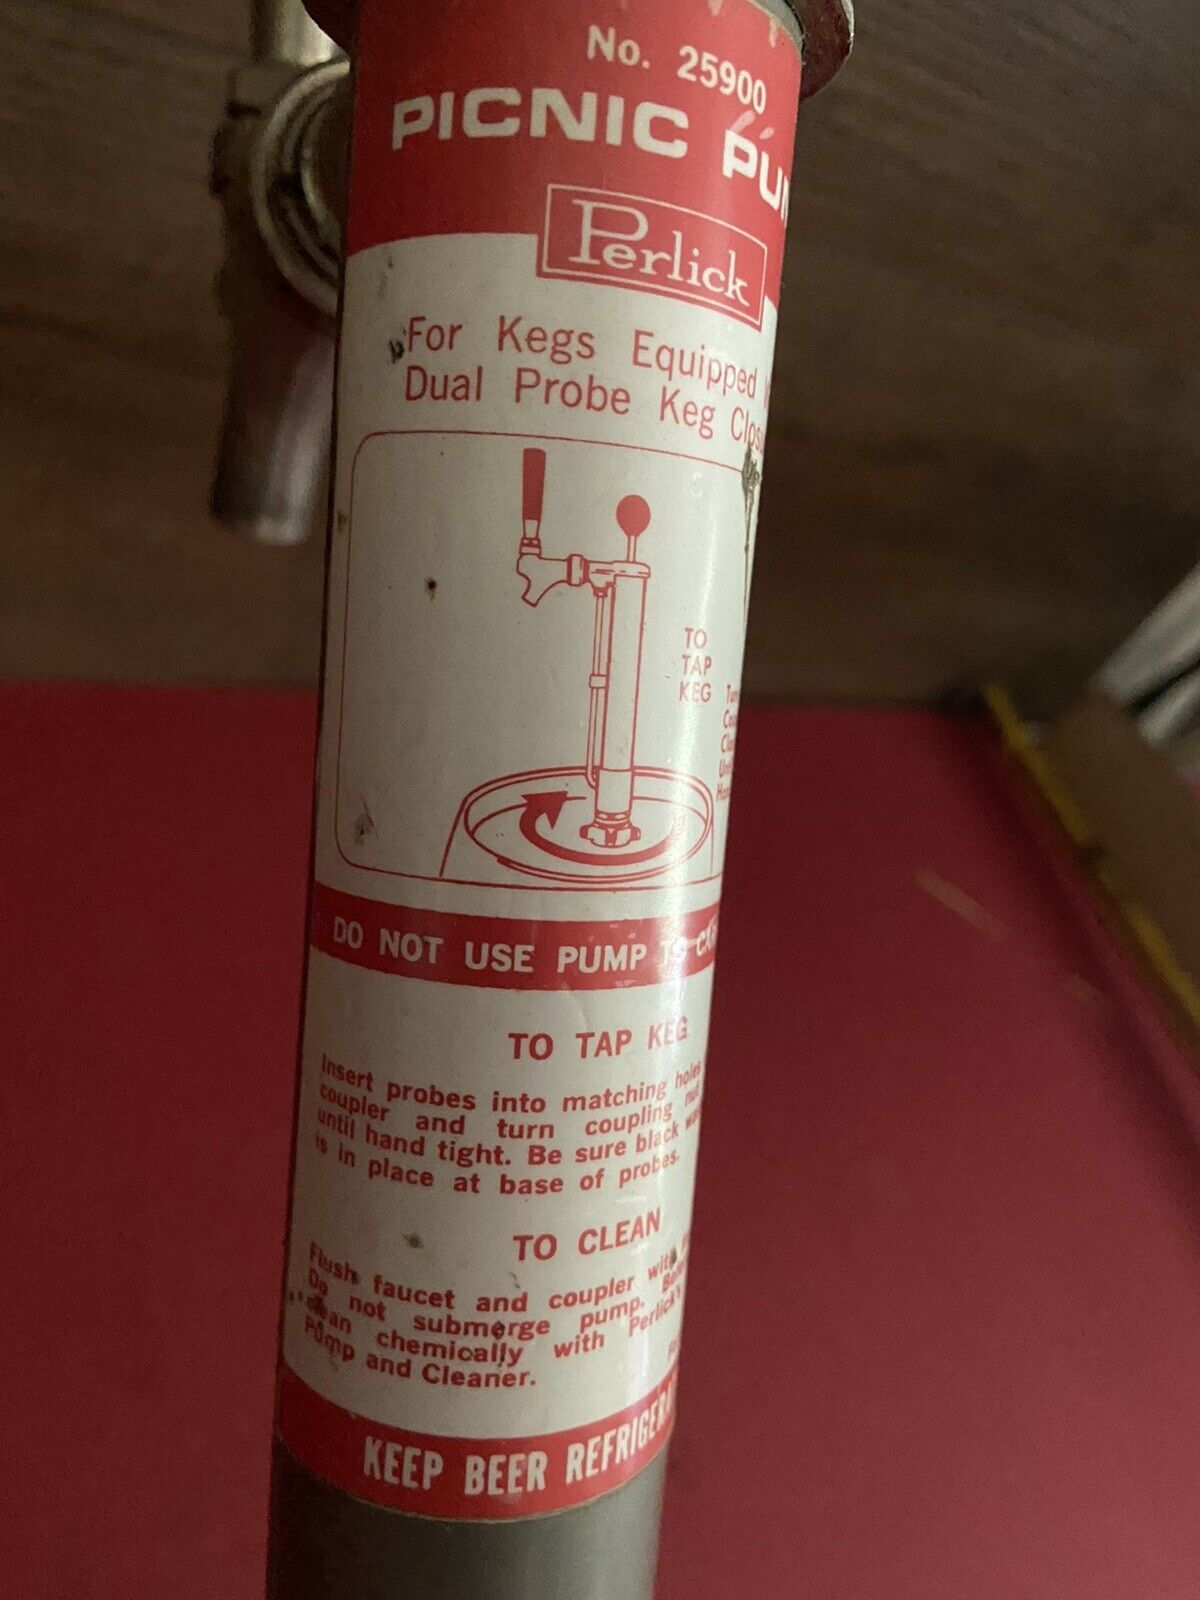 No. 25900
PICNIC
Perlick
For Kegs Equipped
Dual Probe Keg
TO
TAP
KEG
DO NOT USE PUMP TO
TO TAP KEG
Insert probes into matching holes
coupler and turn coupling nut
until hand tight. Be sure black
is in place at base of probes.
TO CLEAN
Flush faucet and coupler with
Do not submerge pump.
clean chemically with Perlick's
Pump and Cleaner.
KEEP BEER